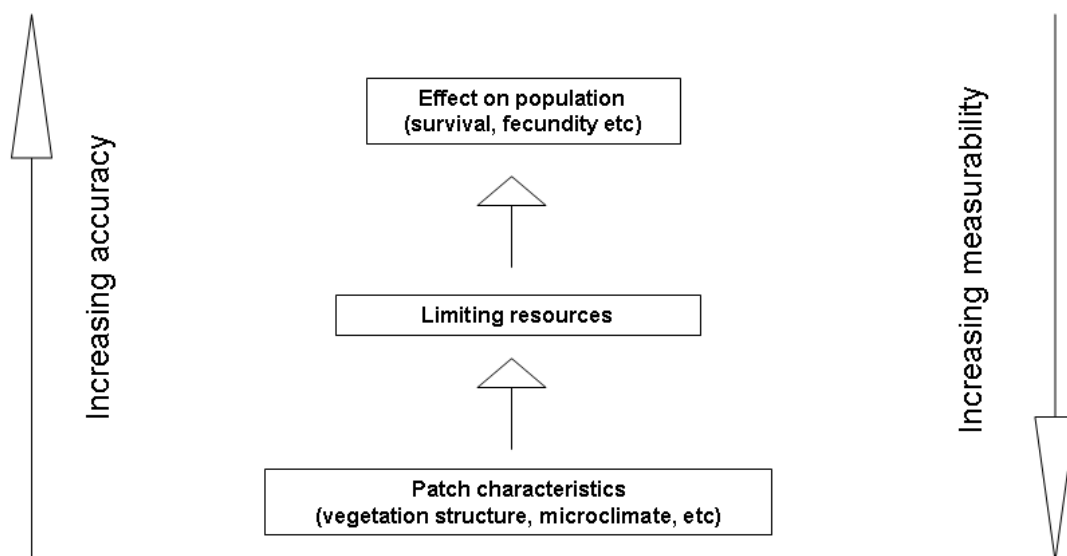 Effect on population
(survival, fecundity etc)
Increasing accuracy
Increasing measurability
Limiting resources
Patch characteristics
(vegetation structure, microclimate, etc)